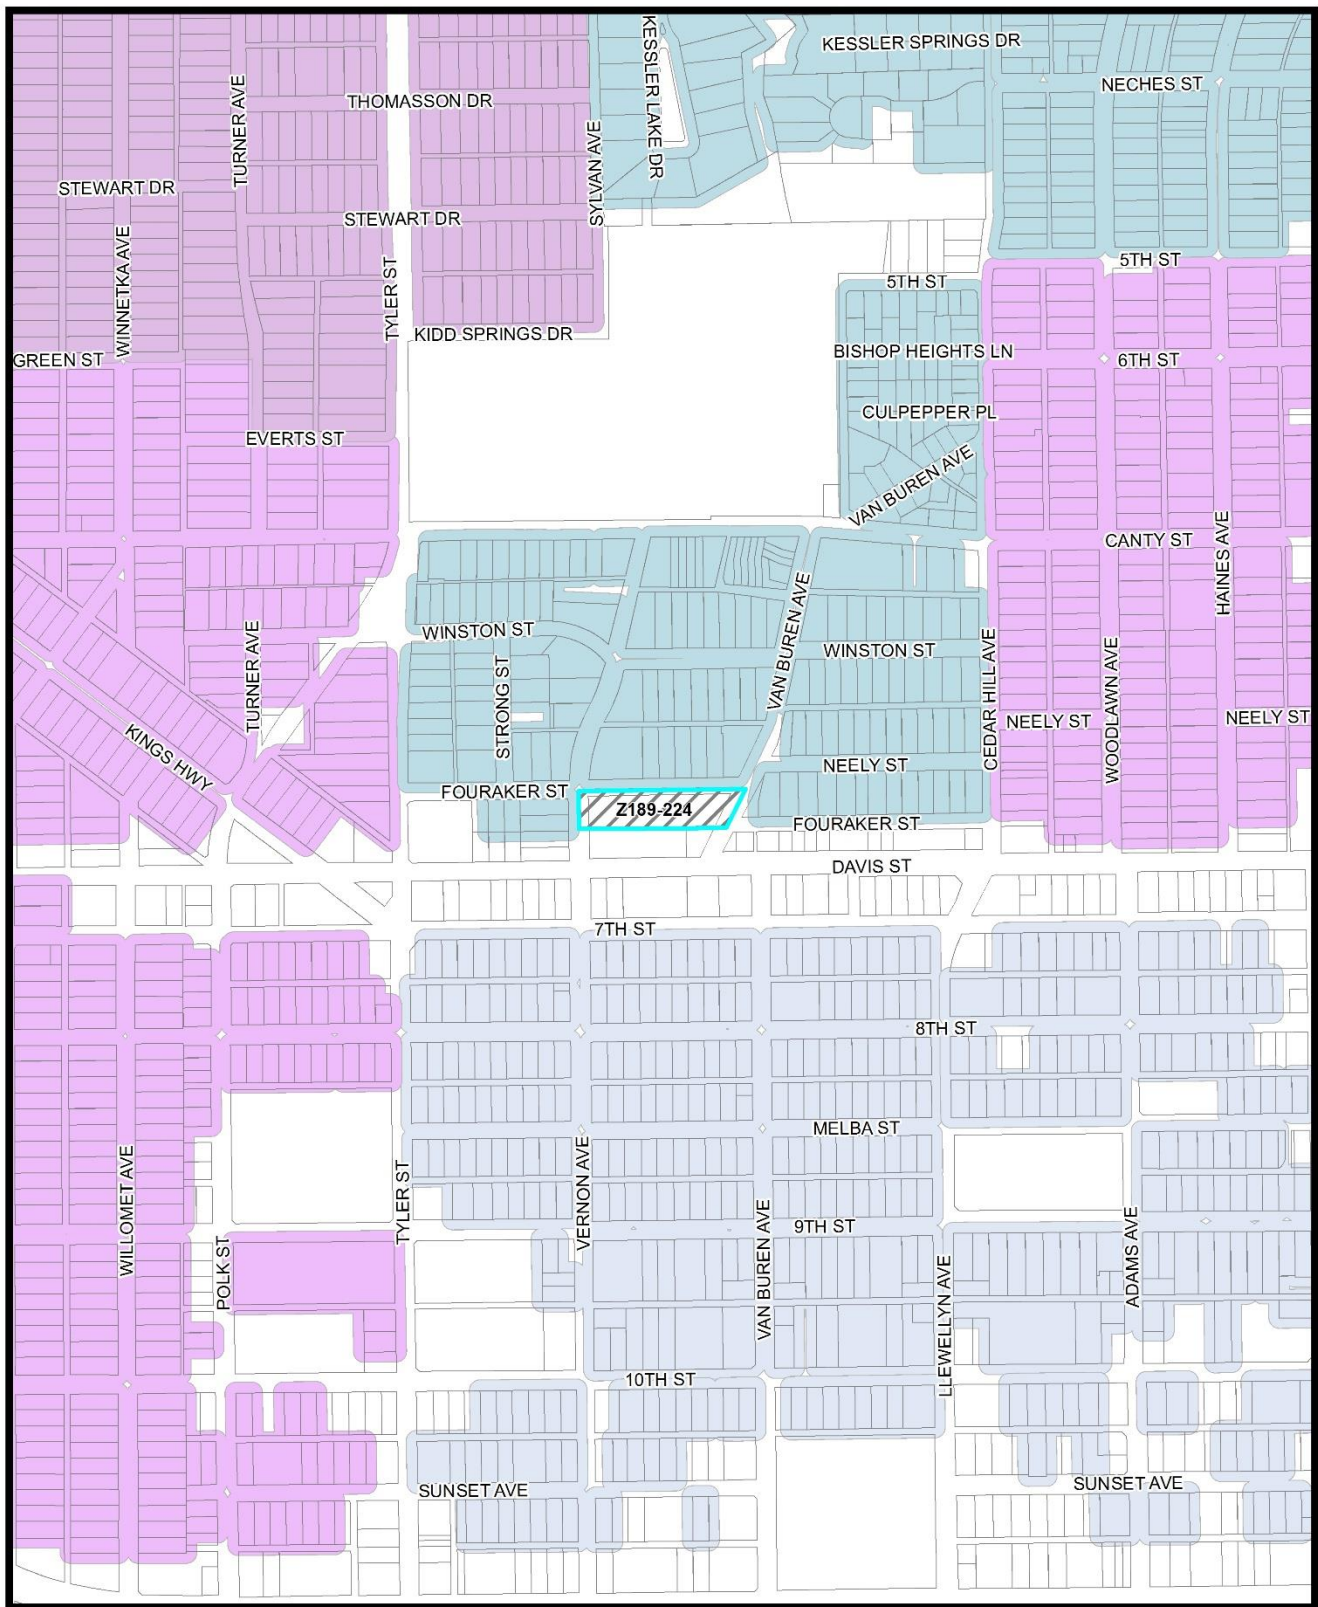 KESSLER SPRINGS DR
KESSLER LAKE DR
NECHES ST
THOMASSON DR
TURNER AVE
SYLVAN AVE
STEWART DR
STEWART DR
WINNETKA AVE
5TH ST
TYLER ST
5TH ST
KIDD SPRINGS DR
GREEN ST
BISHOP HEIGHTS LN
6TH ST
CULPEPPER PL
EVERTS ST
VAN BUREN AVE
CANTY ST
HAINES AVE
VAN BUREN AVE
WINSTON ST
WINSTON ST
TURNER AVE
STRONG ST
CEDAR HILL AVE
WOODLAWN AVE
NEELY ST
NEELY ST
KINGS HWY
NEELY ST
FOURAKER ST
Z189-224
FOURAKER ST
DAVIS ST
7TH ST
8TH ST
MELBA ST
WILLOMET AVE
TYLER ST
VERNON AVE
9TH ST
POLK ST
VAN BUREN AVE
LLEWELLYN AVE
ADAMS AVE
10TH ST
SUNSET AVE
SUNSET AVE